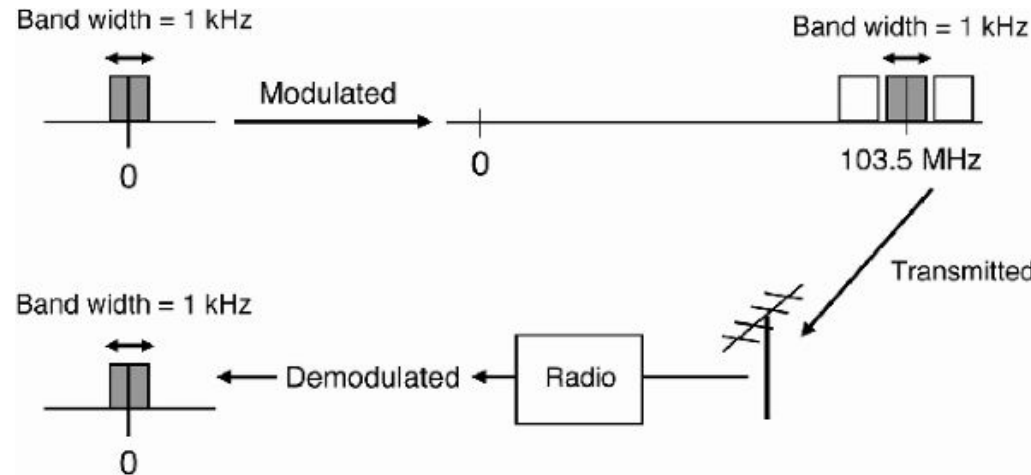 Band width = 1 kHz
Band width = 1 kHz
Modulated
0
0
103.5 MHz
Transmitted
Band width = 1 kHz
Demodulated
Radio
0